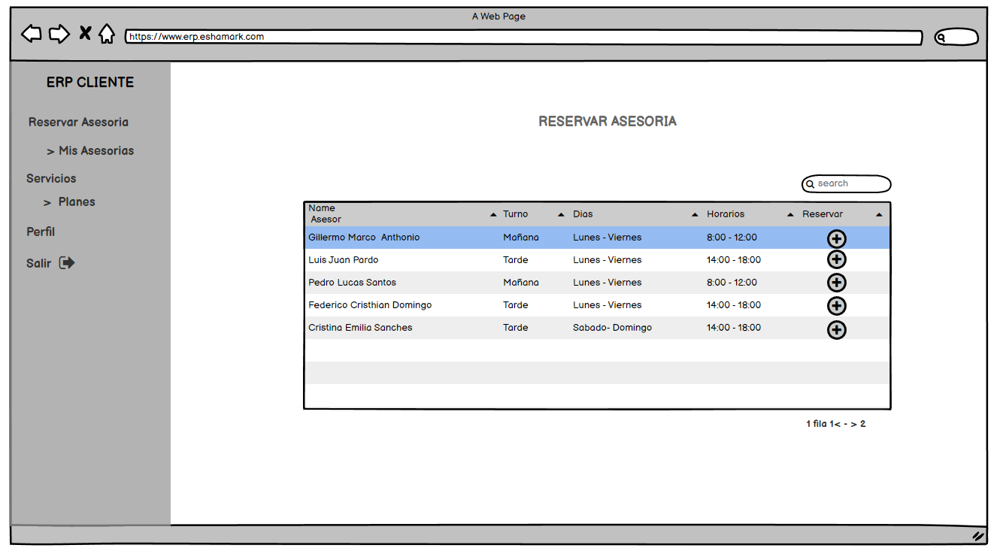 A Web Page
https://www.erp.eshamark.com
ERP CLIENTE
Reservar Asesoria
> Mis Asesorias
Servicios
> Planes
Perfil
Salir
RESERVAR ASESORIA
search
Name Asesor Turno Dias Horarios Reservar
Gillermo Marco Anthonio Mañana Lunes - Viernes 8:00 - 12:00
Luis Juan Pardo Tarde Lunes - Viernes 14:00 - 18:00
Pedro Lucas Santos Mañana Lunes - Viernes 8:00 - 12:00
Federico Cristhian Domingo Tarde Lunes - Viernes 14:00 - 18:00
Cristina Emilia Sanches Tarde Sabado- Domingo 14:00 - 18:00
1 fila 1< - > 2